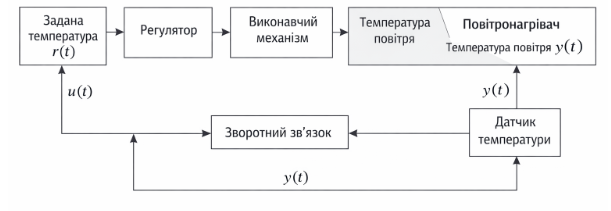 Задана
температура
r(t)
Регулятор
Виконавчий
механізм
Температура
повітря
Повітронагрівач
Температура повітря y(t)
u(t)
y(t)
Зворотний зв'язок
Датчик
температури
y(t)